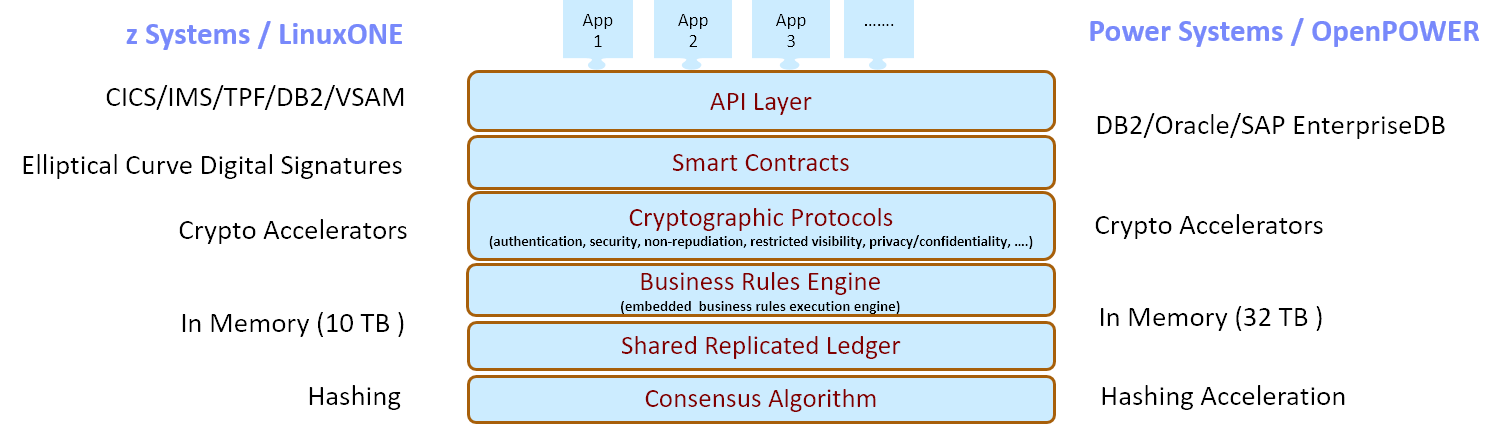 z Systems / LinuxONE
CICS/IMS/TPF/DB2/VSAM
Elliptical Curve Digital Signatures
Crypto Accelerators
In Memory (10 TB )
Hashing
App
1
App
2
App
3
.......
API Layer
Smart Contracts
Cryptographic Protocols
(authentication, security, non-repudiation, restricted visibility, privacy/confidentiality, ....)
Business Rules Engine
(embedded  business rules execution engine)
Shared Replicated Ledger
Consensus Algorithm
Power Systems / OpenPOWER
DB2/Oracle/SAP EnterpriseDB
Crypto Accelerators
In Memory (32 TB )
Hashing Acceleration